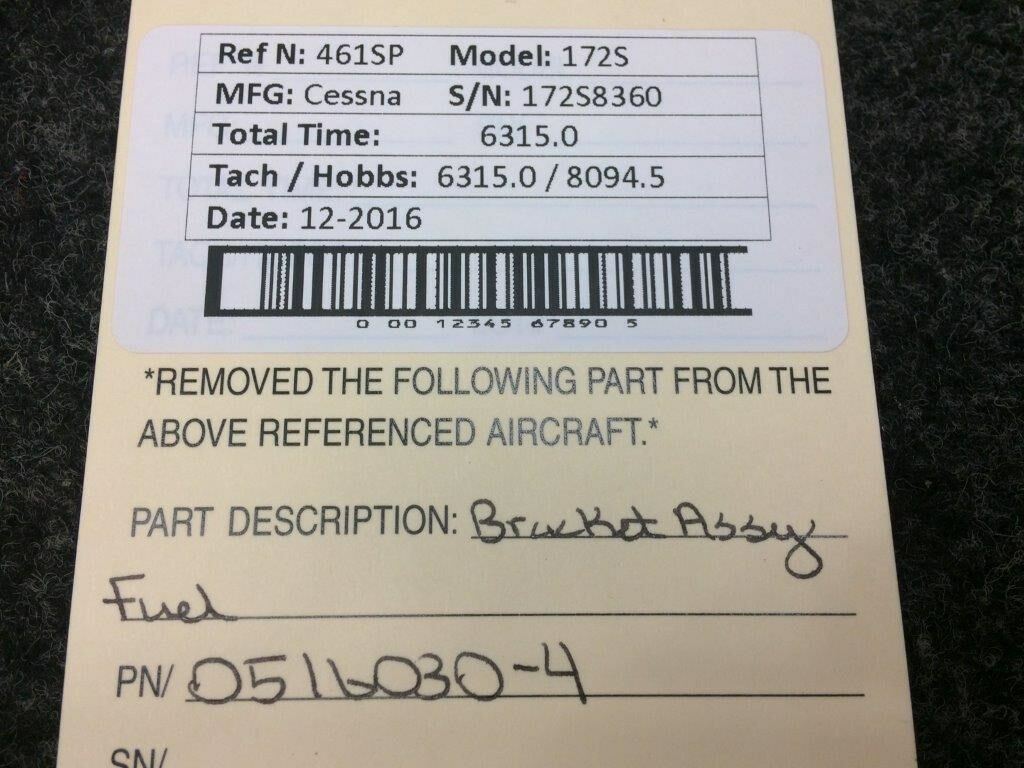 Ref N: 461SP Model: 172S
MFG: Cessna S/N: 172S8360
Total Time: 6315.0
Tach / Hobbs: 6315.0 / 8094.5
Date: 12-2016
0 00 12345 67890 5
*REMOVED THE FOLLOWING PART FROM THE
ABOVE REFERENCED AIRCRAFT.*
PART DESCRIPTION: Bracket Assy
Fuel
PN/ 0516030-4
SN/